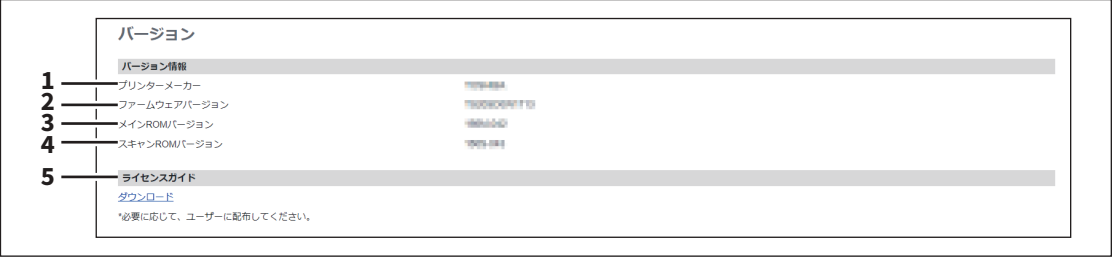 バージョン
バージョン情報
1 プリンターメーカー
2 ファームウェアバージョン
3 メインROMバージョン
4 スキャンROMバージョン
5 ライセンスガイド
ダウンロード
*必要に応じて、ユーザーに配布してください。